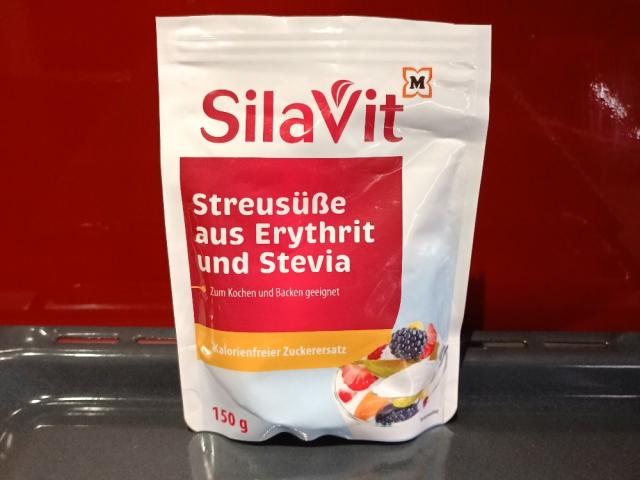 M
SilaVit
Streusüße
aus Erythrit
und Stevia
Zum Kochen und Backen geeignet
Kalorienfreier Zuckerersatz
150 g